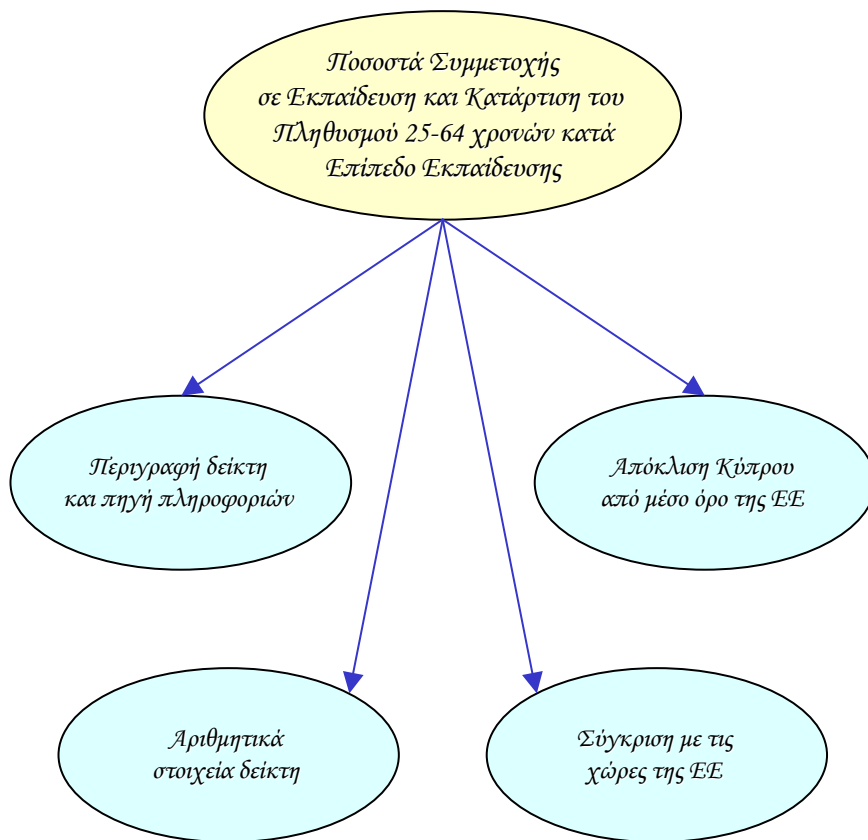 Ποσοστά Συμμετοχής
σε Εκπαίδευση και Κατάρτιση του
Πληθυσμού 25-64 χρονών κατά
Επίπεδο Εκπαίδευσης
Περιγραφή δείκτη
και πηγή πληροφοριών
Απόκλιση Κύπρου
από μέσο όρο της ΕΕ
Αριθμητικά
στοιχεία δείκτη
Σύγκριση με τις
χώρες της ΕΕ